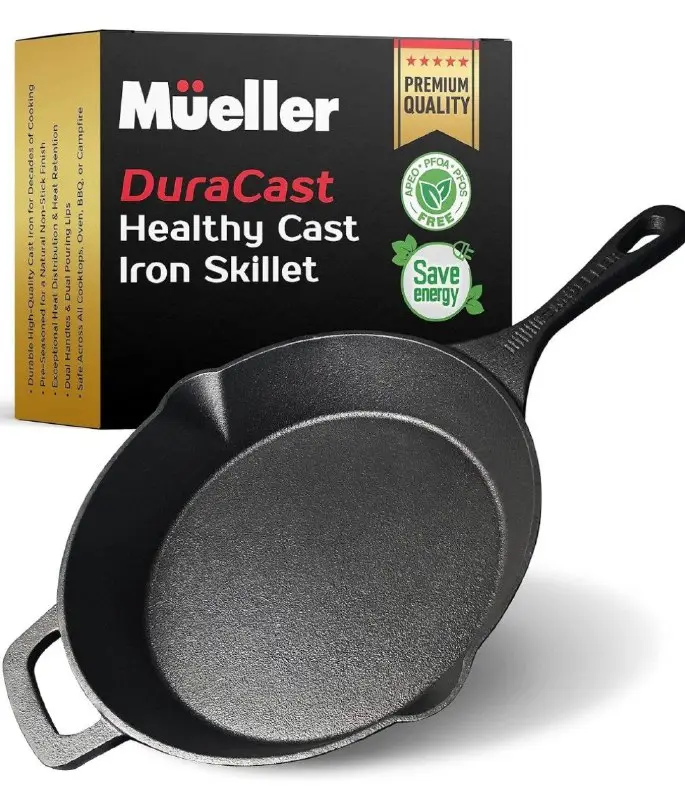 Müeller
DuraCast
Healthy Cast
Iron Skillet
★★★★★
PREMIUM
QUALITY
APEO • PFOA • PFOS
FREE
Save
energy
• Durable High-Quality Cast Iron for Decades of Cooking
• Pre-Seasoned for a Natural Non-Stick Finish
• Exceptional Heat Distribution & Heat Retention
• Dual Handles & Dual Pouring Lips
• Safe Across All Cooktops, Oven, BBQ, or Campfire